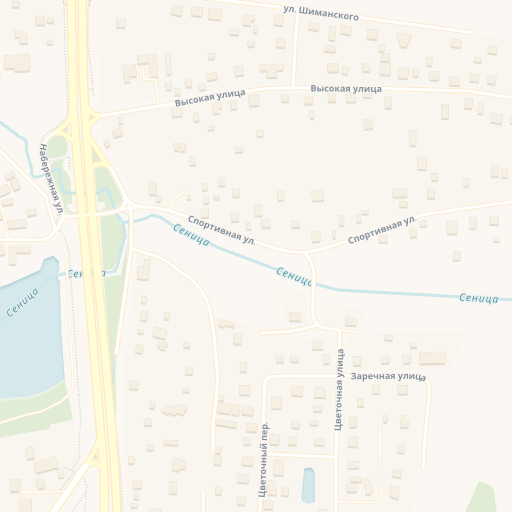 ул. Шиманского
Высокая улица
Высокая улица
Набережная ул.
Спортивная ул.
Спортивная ул.
Сеница
Сеница
Сеница
Сеница
Сеница
Заречная улица
Цветочная улица
Цветочный пер.